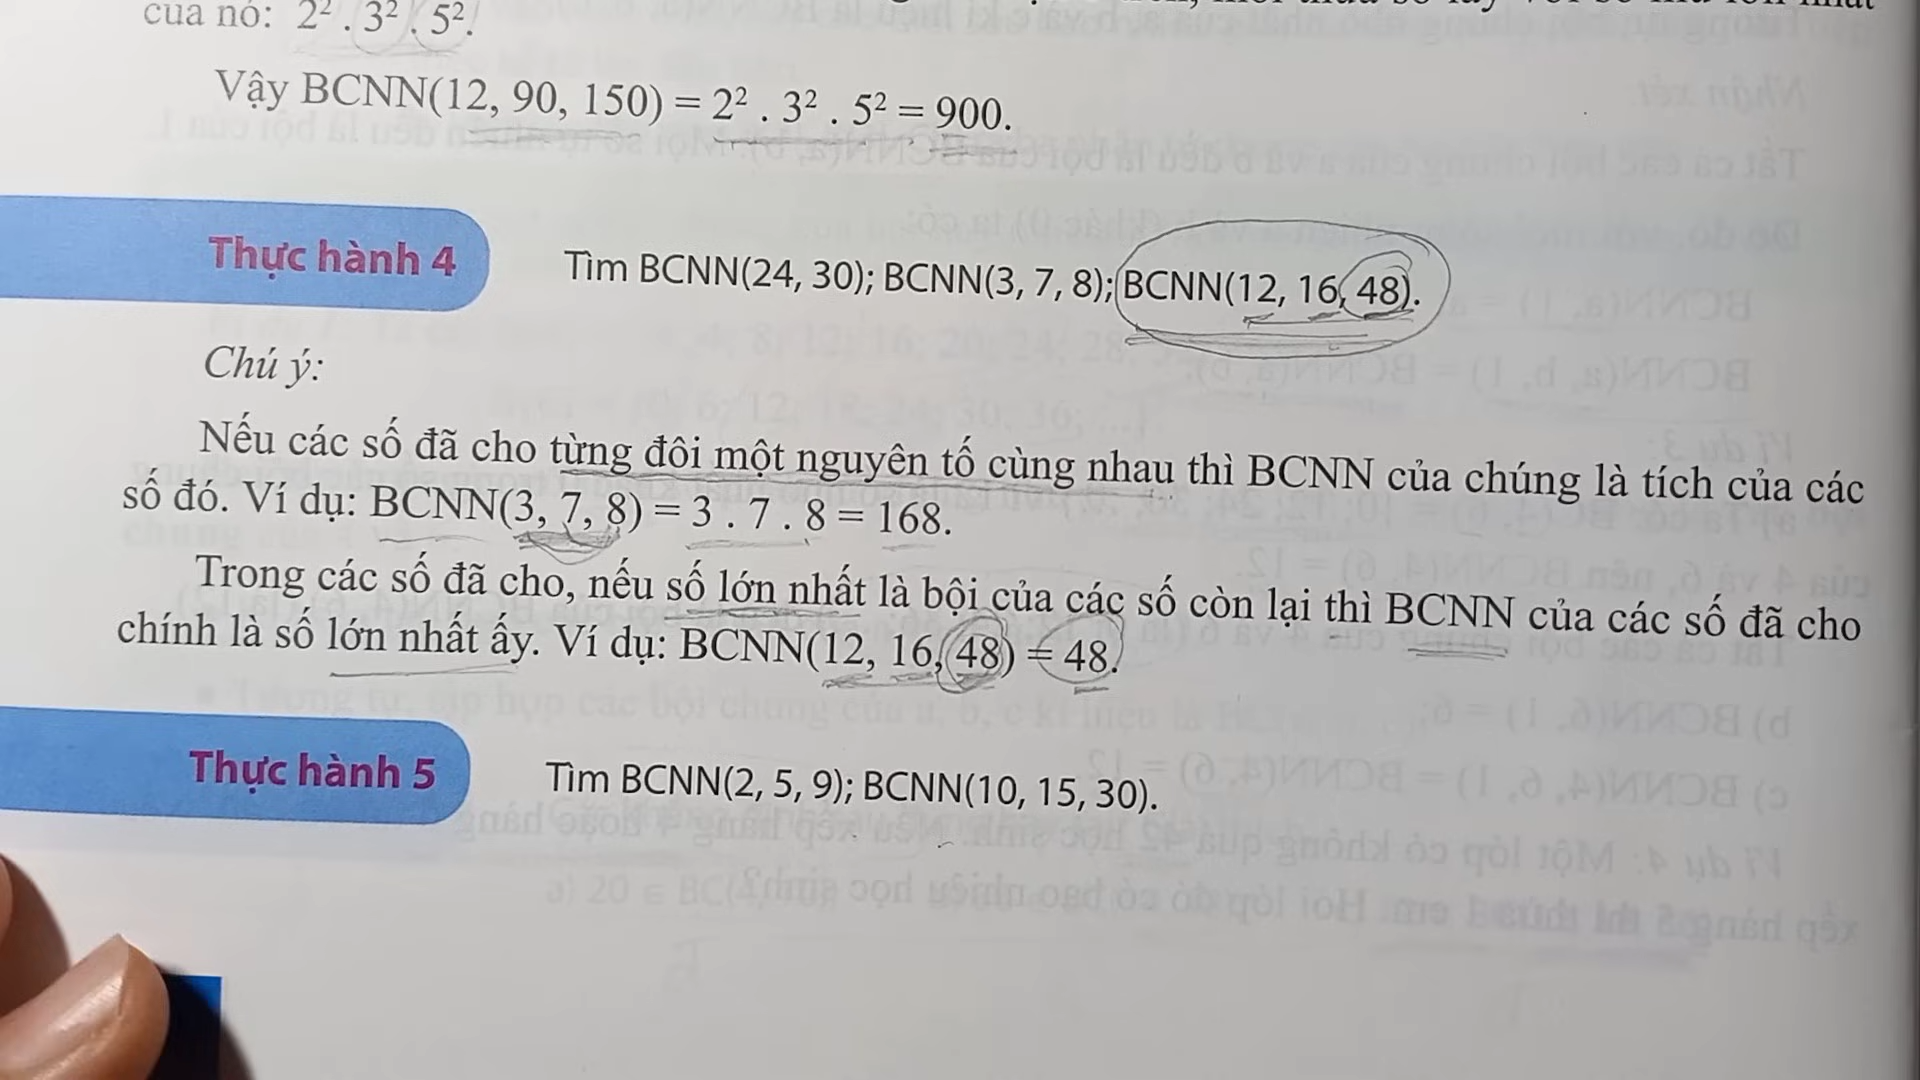 của nó: 2² . 3² . 5².
Vậy BCNN(12, 90, 150) = 2² . 3² . 5² = 900.
Thực hành 4
Tìm BCNN(24, 30); BCNN(3, 7, 8); BCNN(12, 16, 48).
Chú ý:
Nếu các số đã cho từng đôi một nguyên tố cùng nhau thì BCNN của chúng là tích của các
số đó. Ví dụ: BCNN(3, 7, 8) = 3 . 7 . 8 = 168.
Trong các số đã cho, nếu số lớn nhất là bội của các số còn lại thì BCNN của các số đã cho
chính là số lớn nhất ấy. Ví dụ: BCNN(12, 16, 48) = 48.
Thực hành 5
Tìm BCNN(2, 5, 9); BCNN(10, 15, 30).